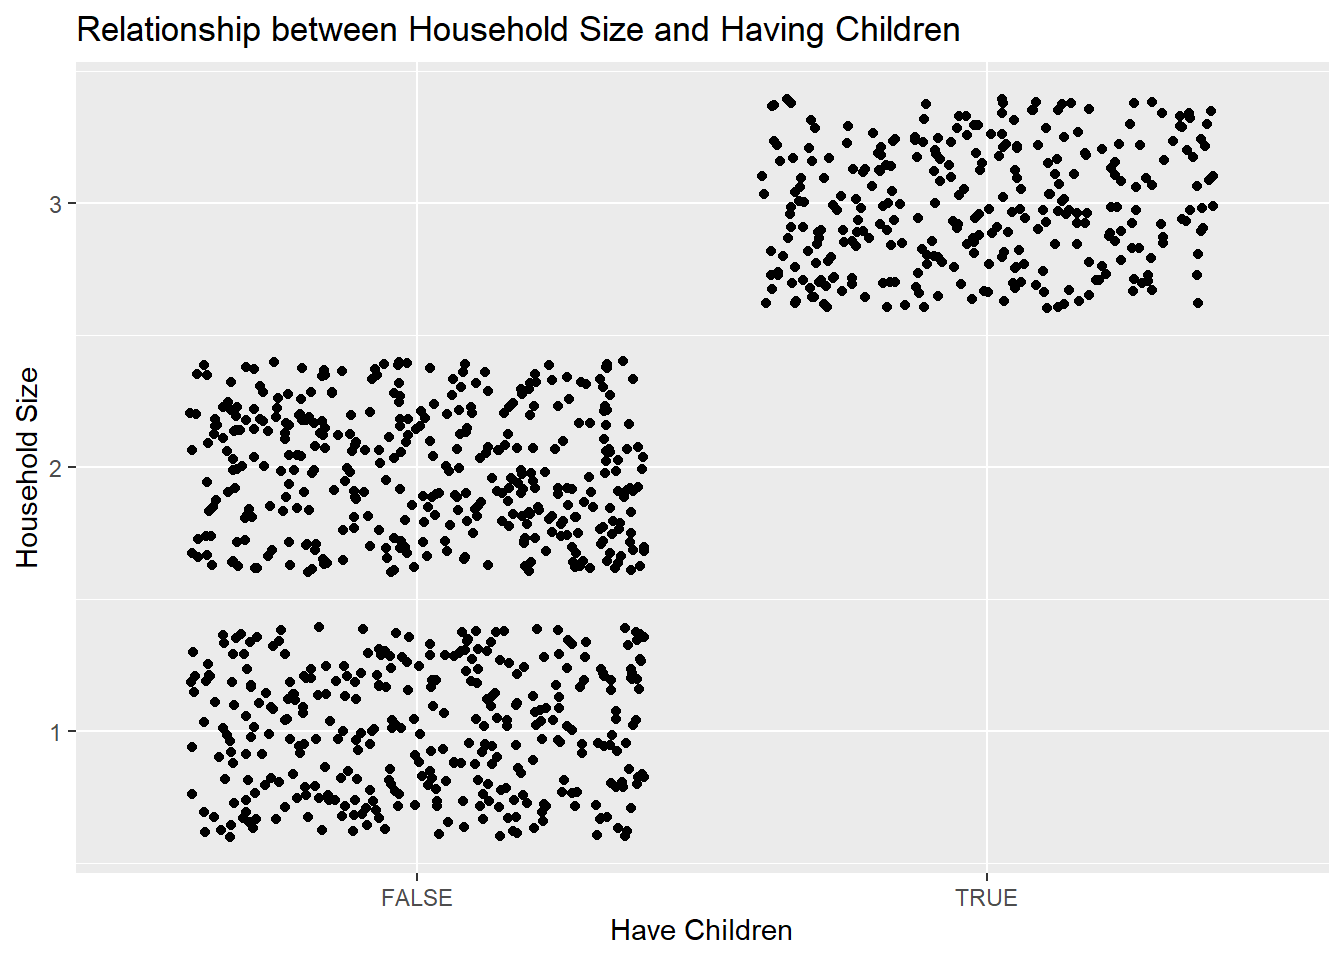 Relationship between Household Size and Having Children
Household Size
3
2
1
FALSE
TRUE
Have Children